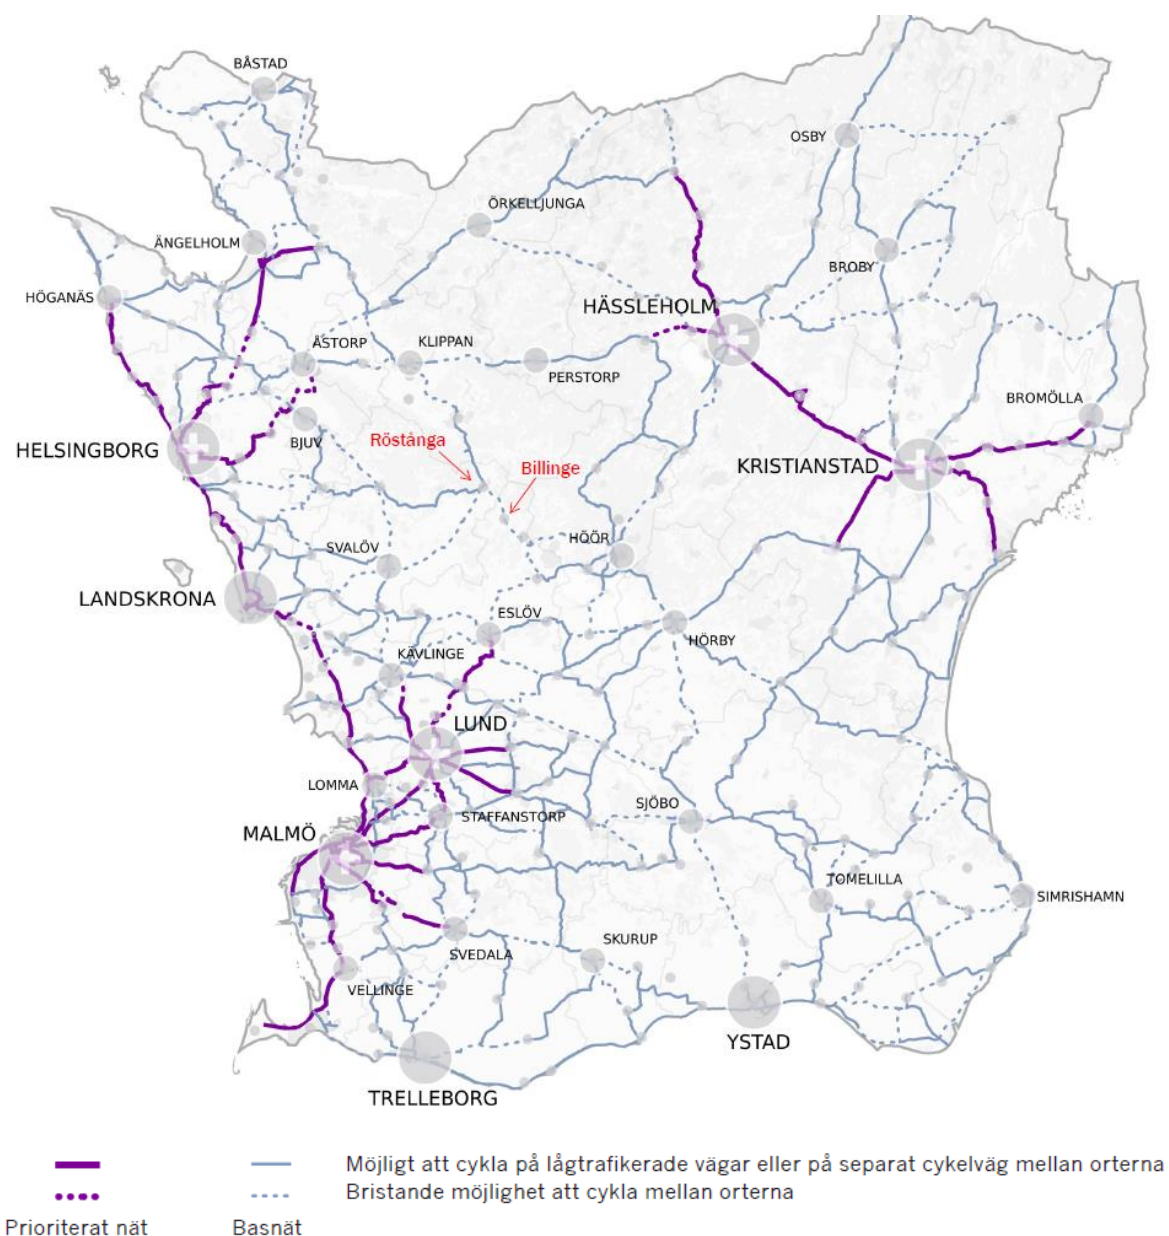 BÅSTAD
OSBY
ÖRKELLJUNGA
ÄNGELHOLM
BROBY
HÖGANÄS
HÄSSLEHOLM
ÅSTORP
KLIPPAN
PERSTORP
BROMÖLLA
HELSINGBORG
BJUV
Röstånga
Billinge
KRISTIANSTAD
SVALÖV
HÖÖR
LANDSKRONA
ESLÖV
HÖRBY
KÄVLINGE
LUND
LOMMA
SJÖBO
STAFFANSTORP
MALMÖ
TOMELILLA
SIMRISHAMN
SKURUP
SVEDALA
VELLINGE
YSTAD
TRELLEBORG
Möjligt att cykla på lågtrafikerade vägar eller på separat cykelväg mellan orterna
Bristande möjlighet att cykla mellan orterna
Prioriterat nät Basnät